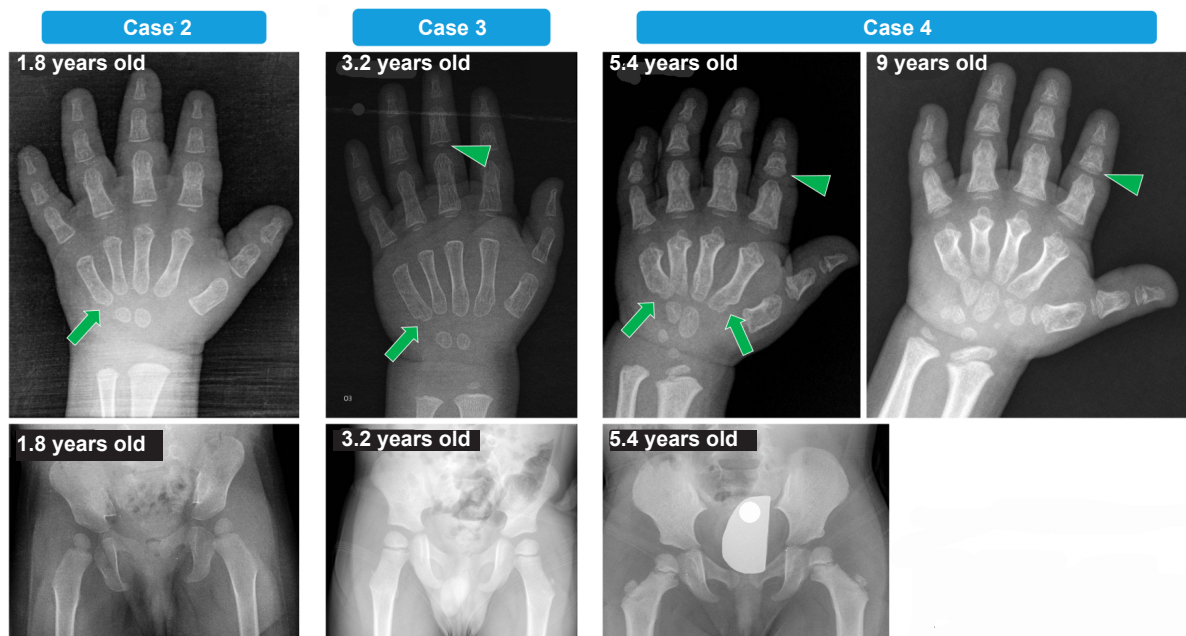 Case 2
Case 3
Case 4
1.8 years old
3.2 years old
5.4 years old
9 years old
03
1.8 years old
3.2 years old
5.4 years old